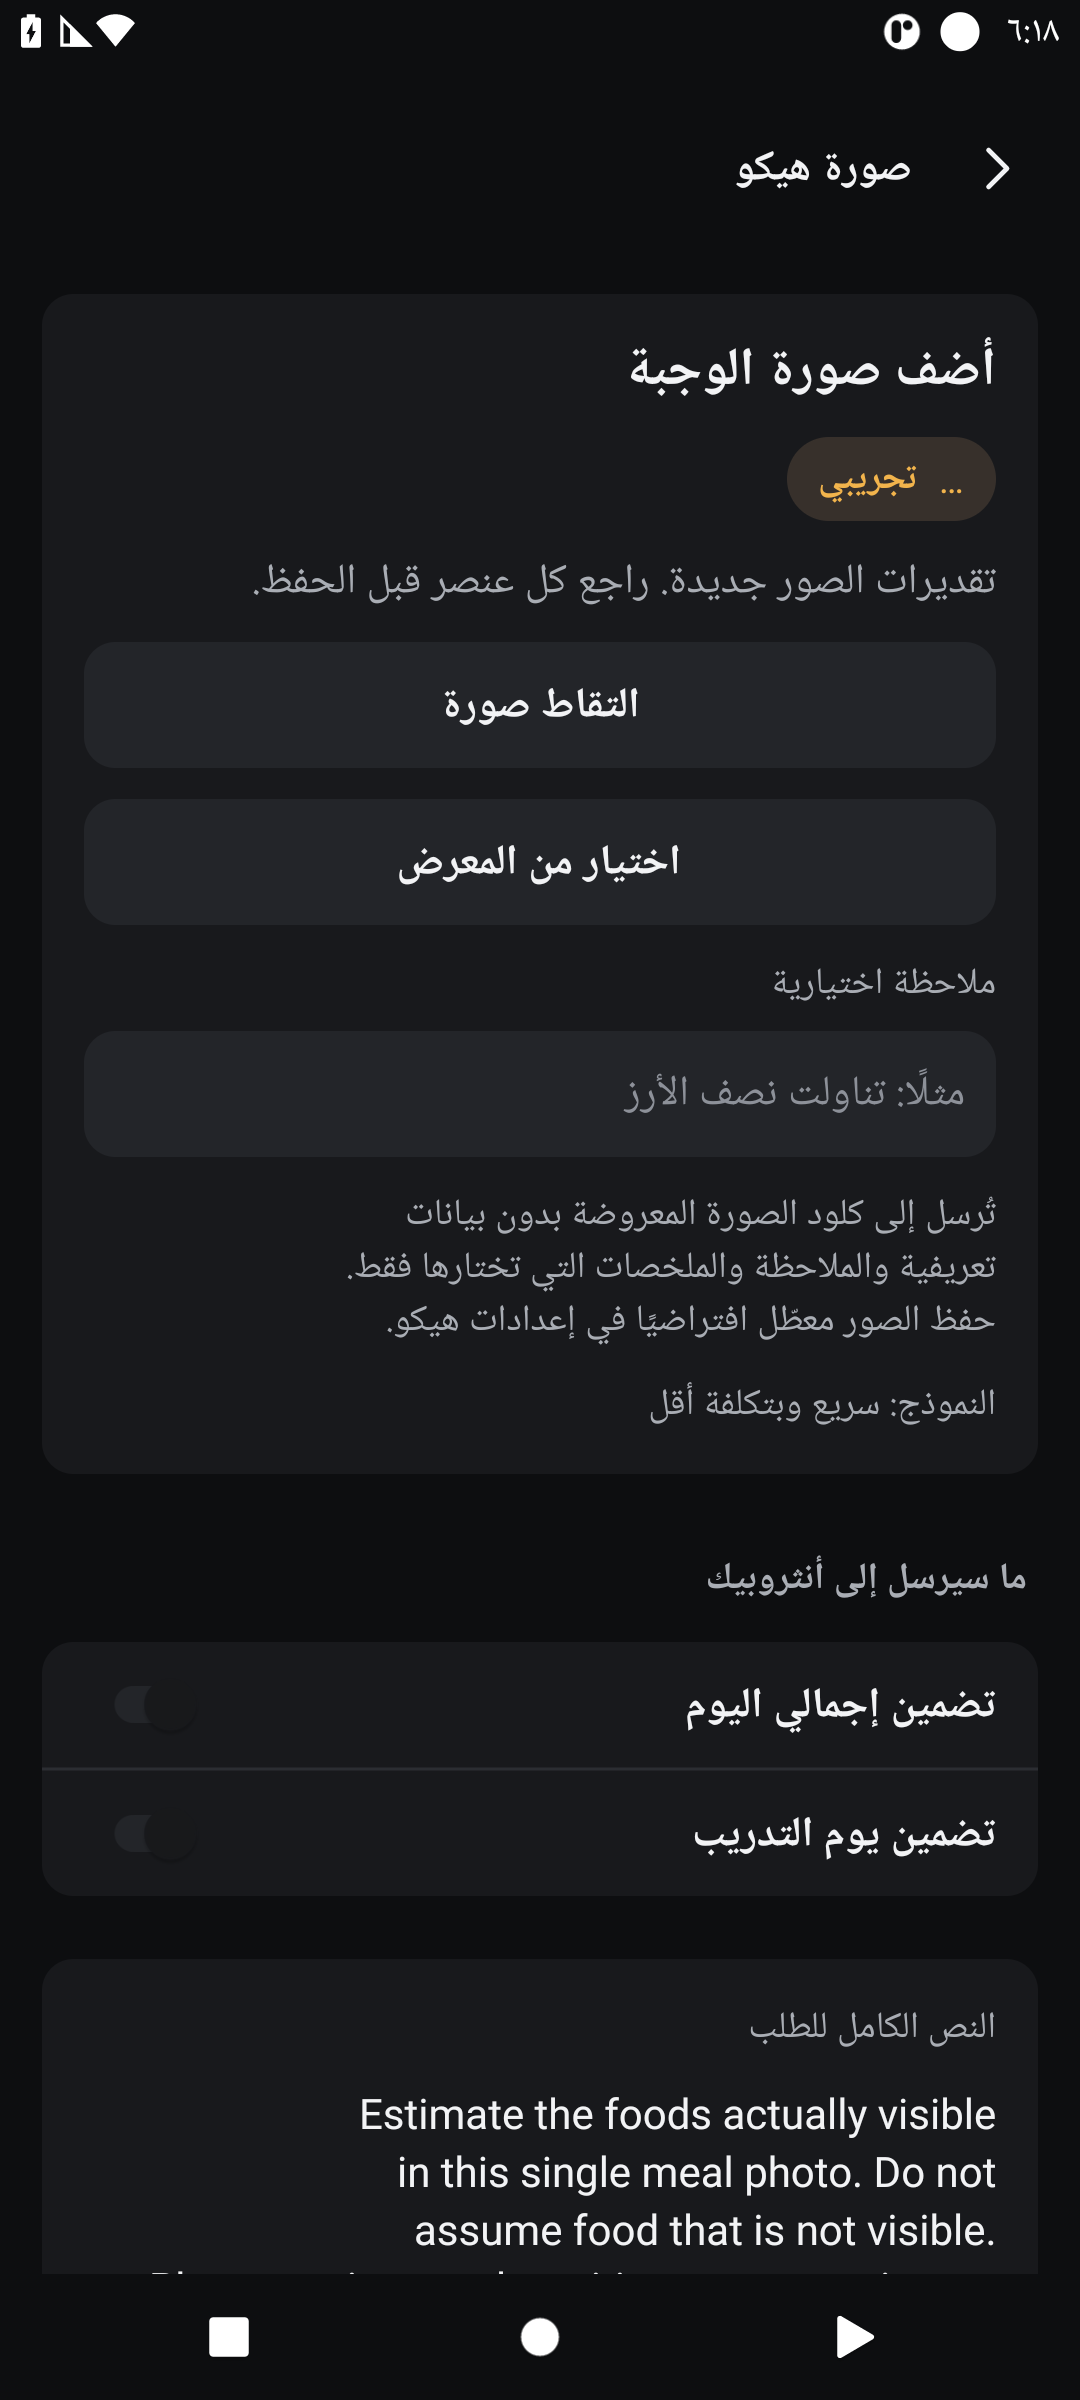 ٦:١٨
صورة هيكو
أضف صورة الوجبة
... تجريبي
تقديرات الصور جديدة. راجع كل عنصر قبل الحفظ.
التقاط صورة
اختيار من المعرض
ملاحظة اختيارية
مثلًا: تناولت نصف الأرز
تُرسل إلى كلود الصورة المعروضة بدون بيانات
تعريفية والملاحظة والملخصات التي تختارها فقط.
حفظ الصور معطّل افتراضيًا في إعدادات هيكو.
النموذج: سريع وبتكلفة أقل
ما سيرسل إلى أنثروبيك
تضمين إجمالي اليوم
تضمين يوم التدريب
النص الكامل للطلب
Estimate the foods actually visible
in this single meal photo. Do not
assume food that is not visible.